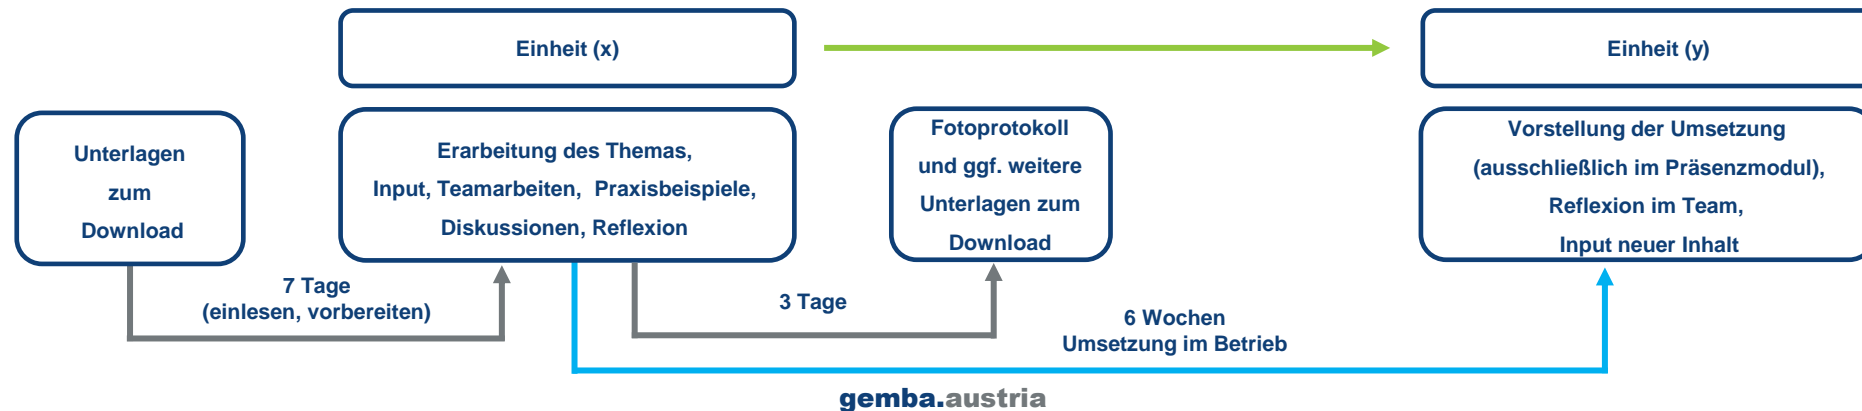 Einheit (x)
Einheit (y)
Unterlagen
zum
Download
Erarbeitung des Themas,
Input, Teamarbeiten, Praxisbeispiele,
Diskussionen, Reflexion
Fotoprotokoll
und ggf. weitere
Unterlagen zum
Download
Vorstellung der Umsetzung
(ausschließlich im Präsenzmodul),
Reflexion im Team,
Input neuer Inhalt
7 Tage
(einlesen, vorbereiten)
3 Tage
6 Wochen
Umsetzung im Betrieb
gemba.austria